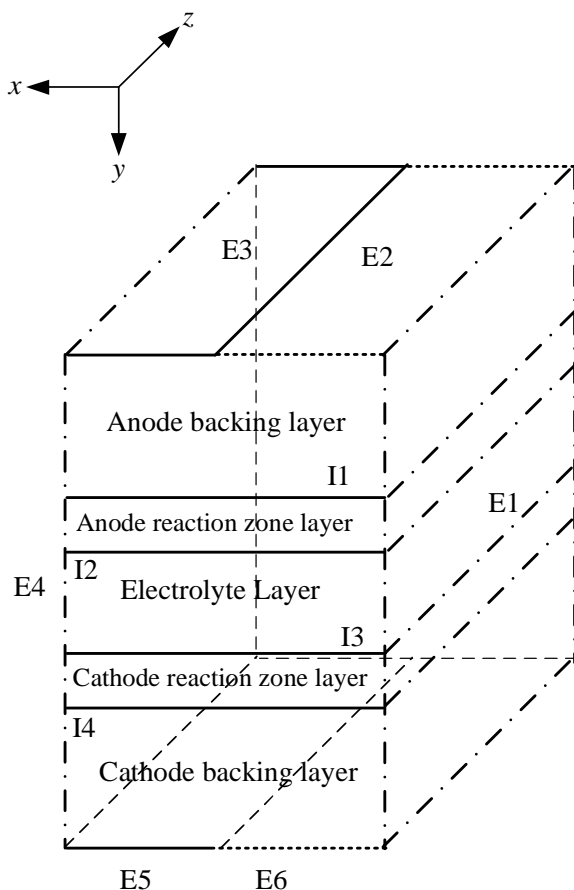 z
x
y
E3
E2
Anode backing layer
I1
E1
Anode reaction zone layer
I2
E4
Electrolyte Layer
I3
Cathode reaction zone layer
I4
Cathode backing layer
E5
E6